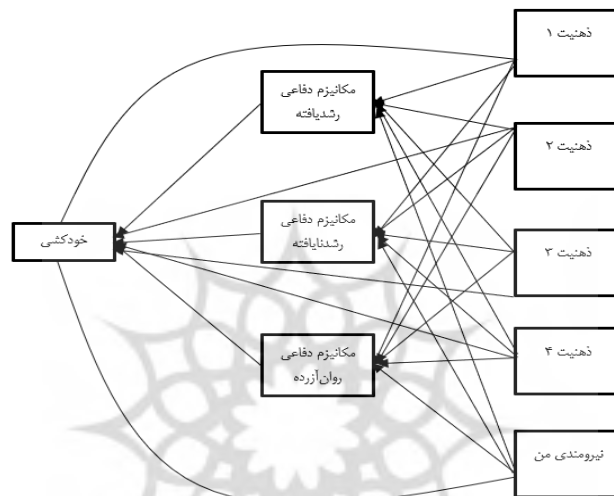 ذهنیت ۱
مکانیزم دفاعی
رشدیافته
ذهنیت ۲
مکانیزم دفاعی
رشدنایافته
ذهنیت ۳
خودکشی
مکانیزم دفاعی
روان‌آزرده
ذهنیت ۴
نیرومندی من